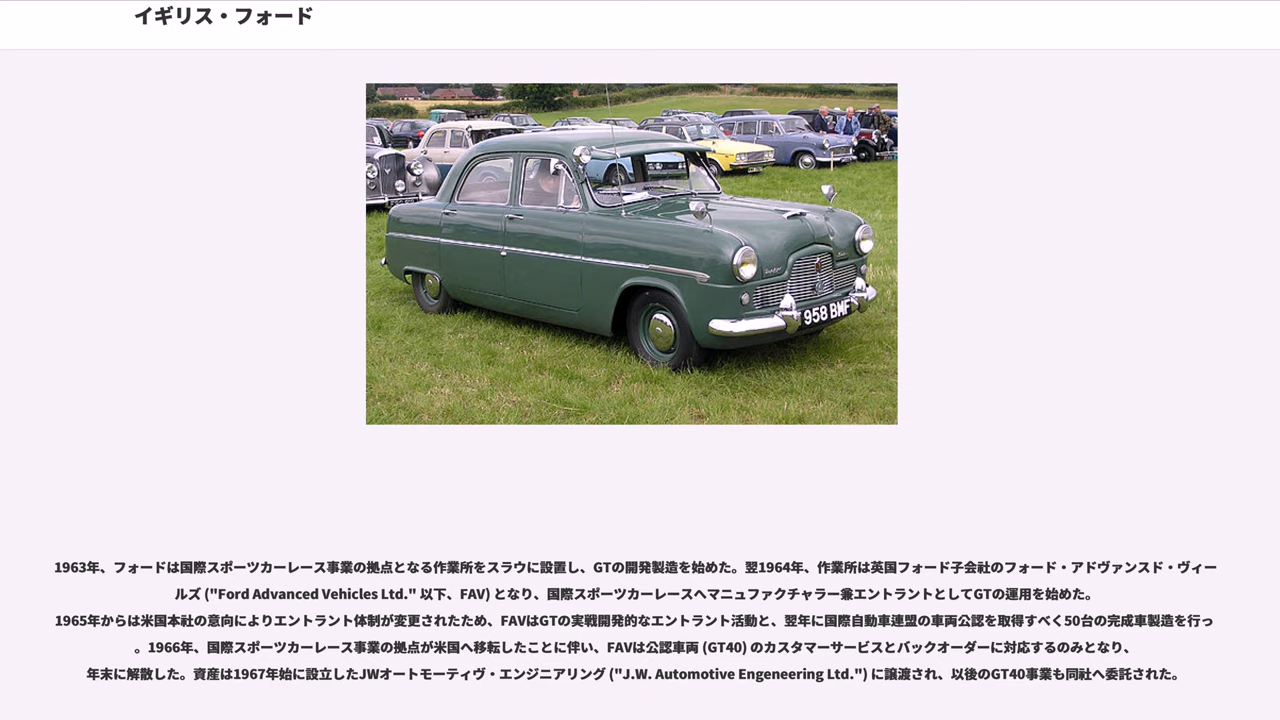 イギリス・フォード
958 BMF
1963年、フォードは国際スポーツカーレース事業の拠点となる作業所をスラウに設置し、GTの開発製造を始めた。翌1964年、作業所は英国フォード子会社のフォード・アドヴァンスド・ヴィー
ルズ ("Ford Advanced Vehicles Ltd." 以下、FAV) となり、国際スポーツカーレースへマニュファクチャラー兼エントラントとしてGTの運用を始めた。
1965年からは米国本社の意向によりエントラント体制が変更されたため、FAVはGTの実戦開発的なエントラント活動と、翌年に国際自動車連盟の車両公認を取得すべく50台の完成車製造を行っ
。1966年、国際スポーツカーレース事業の拠点が米国へ移転したことに伴い、FAVは公認車両 (GT40) のカスタマーサービスとバックオーダーに対応するのみとなり、
年末に解散した。資産は1967年始に設立したJWオートモーティヴ・エンジニアリング ("J.W. Automotive Engeneering Ltd.") に譲渡され、以後のGT40事業も同社へ委託された。